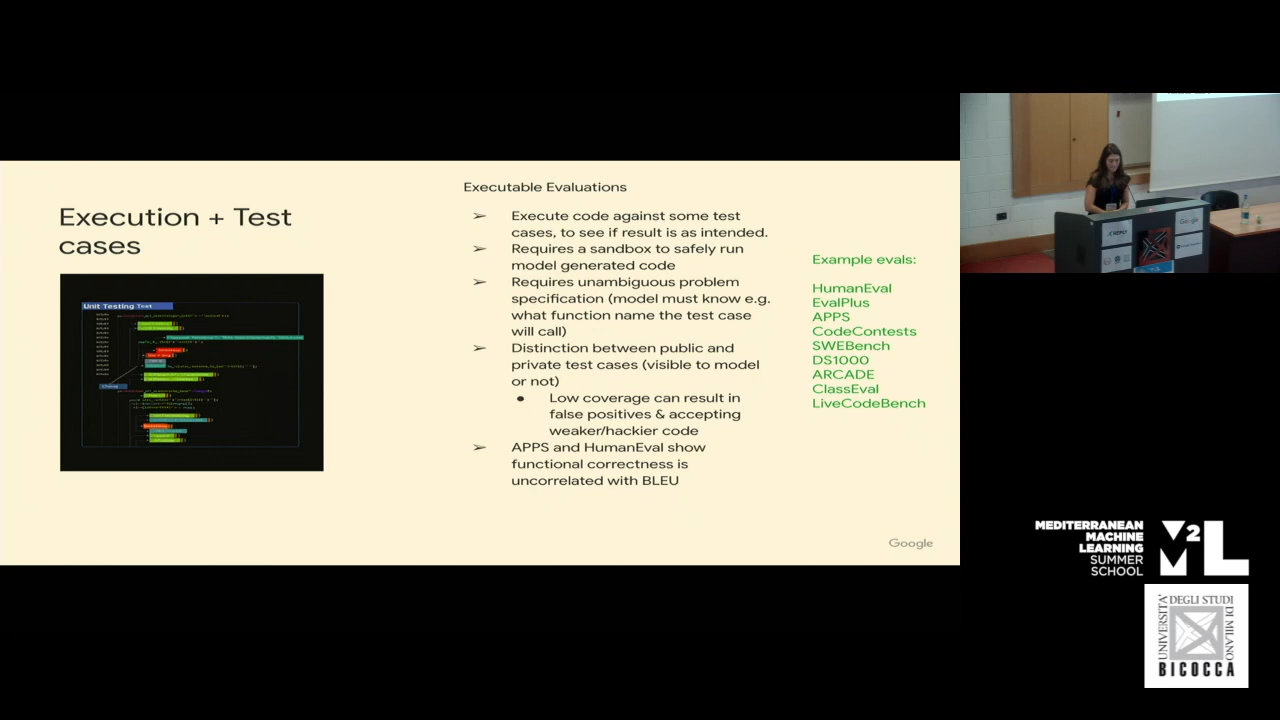 Execution + Test
cases
Unit Testing Test
Executable Evaluations
➢ Execute code against some test
cases, to see if result is as intended.
➢ Requires a sandbox to safely run
model generated code
➢ Requires unambiguous problem
specification (model must know e.g.
what function name the test case
will call)
➢ Distinction between public and
private test cases (visible to model
or not)
● Low coverage can result in
false positives & accepting
weaker/hackier code
➢ APPS and HumanEval show
functional correctness is
uncorrelated with BLEU
Example evals:
HumanEval
EvalPlus
APPS
CodeContests
SWEBench
DS1000
ARCADE
ClassEval
LiveCodeBench
Google
Google
MEDITERRANEAN
MACHINE
LEARNING
SUMMER
SCHOOL
M2L
UNIVERSITA'
DEGLI STUDI
DI MILANO
BICOCCA